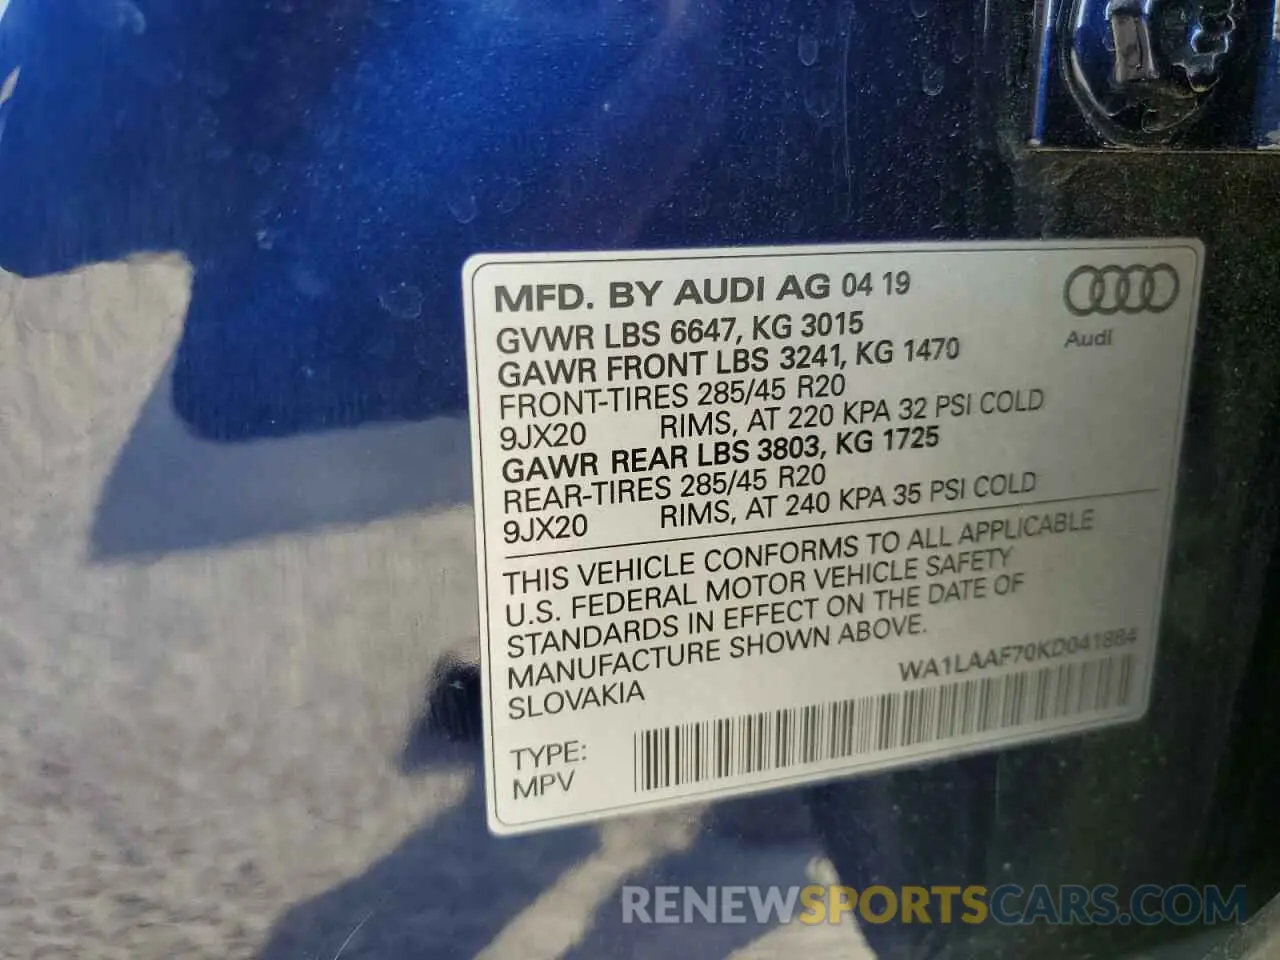 MFD. BY AUDI AG 04 19
Audi
GVWR LBS 6647, KG 3015
GAWR FRONT LBS 3241, KG 1470
FRONT-TIRES 285/45 R20
9JX20 RIMS, AT 220 KPA 32 PSI COLD
GAWR REAR LBS 3803, KG 1725
REAR-TIRES 285/45 R20
9JX20 RIMS, AT 240 KPA 35 PSI COLD
THIS VEHICLE CONFORMS TO ALL APPLICABLE
U.S. FEDERAL MOTOR VEHICLE SAFETY
STANDARDS IN EFFECT ON THE DATE OF
MANUFACTURE SHOWN ABOVE.
SLOVAKIA
WA1LAAF70KD041884
TYPE:
MPV
RENEWSPORTSCARS.COM